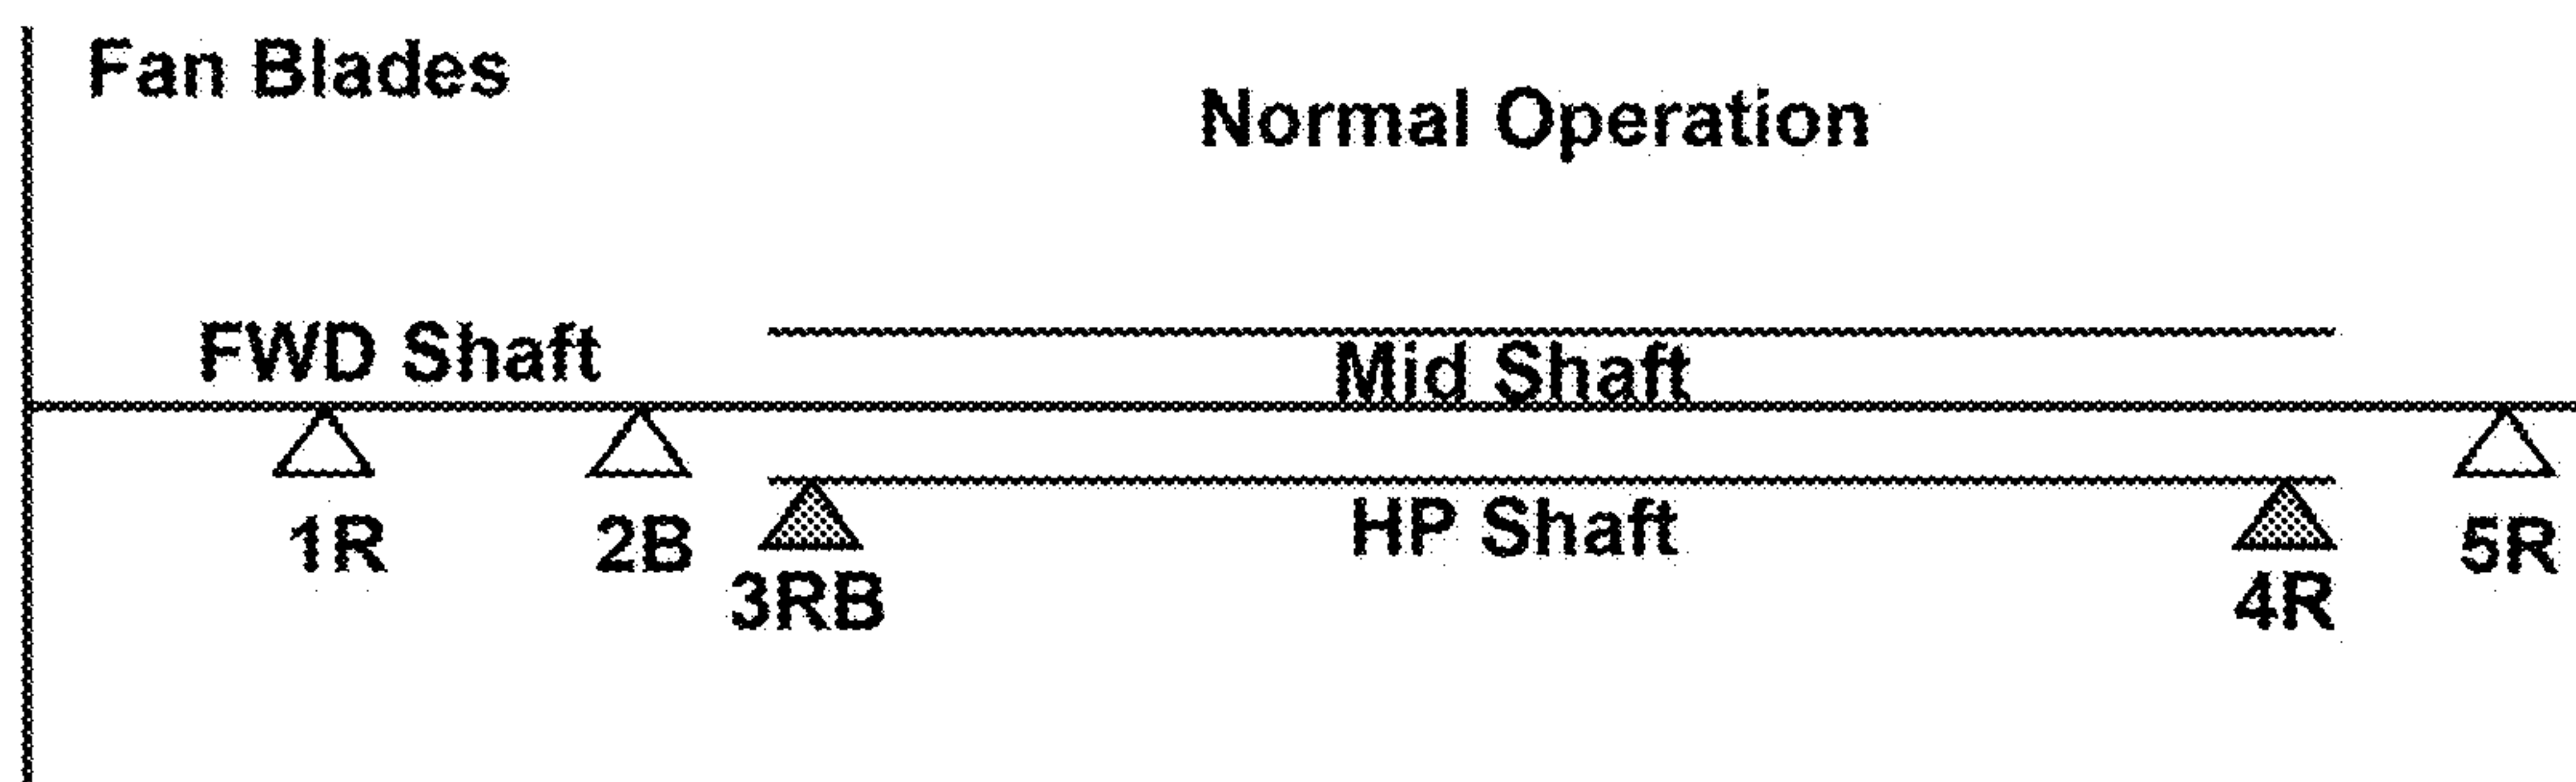 Fan Blades
Normal Operation
FWD Shaft
Mid Shaft
HP Shaft
1R
2B
3RB
4R
5R